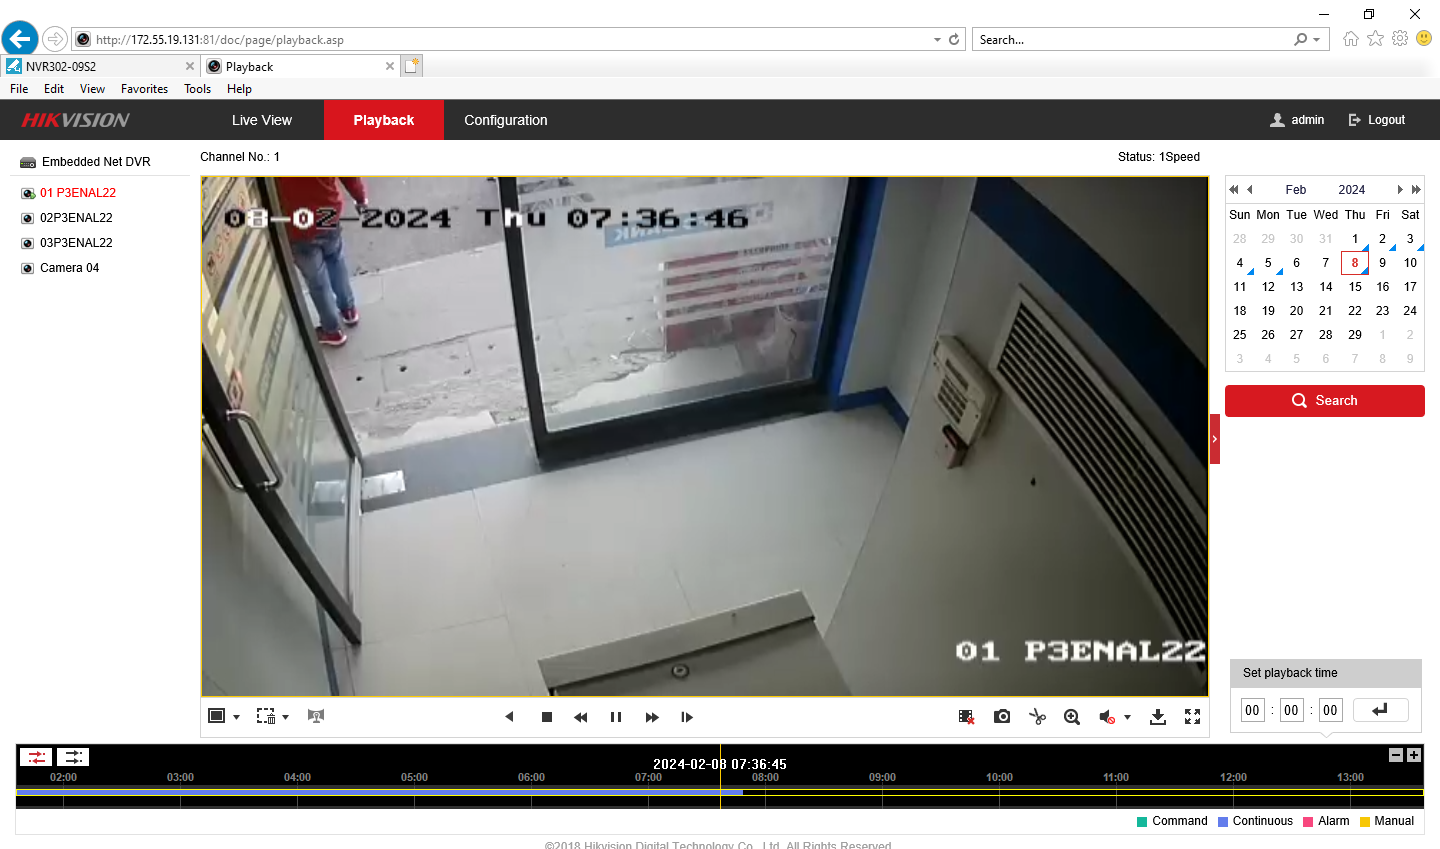 http://172.55.19.131:81/doc/page/playback.asp
Search...
NVR302-09S2
Playback
File Edit View Favorites Tools Help
HIKVISION
Live View Playback Configuration
admin Logout
Embedded Net DVR
01 P3ENAL22
02P3ENAL22
03P3ENAL22
Camera 04
Channel No.: 1
Status: 1Speed
08-02-2024 Thu 07:36:46
01 P3ENAL22
Feb 2024
Sun Mon Tue Wed Thu Fri Sat
28 29 30 31 1 2 3
4 5 6 7 8 9 10
11 12 13 14 15 16 17
18 19 20 21 22 23 24
25 26 27 28 29 1 2
3 4 5 6 7 8 9
Search
Set playback time
00 : 00 : 00
2024-02-08 07:36:45
02:00 03:00 04:00 05:00 06:00 07:00 08:00 09:00 10:00 11:00 12:00 13:00
Command Continuous Alarm Manual
©2018 Hikvision Digital Technology Co., Ltd. All Rights Reserved.